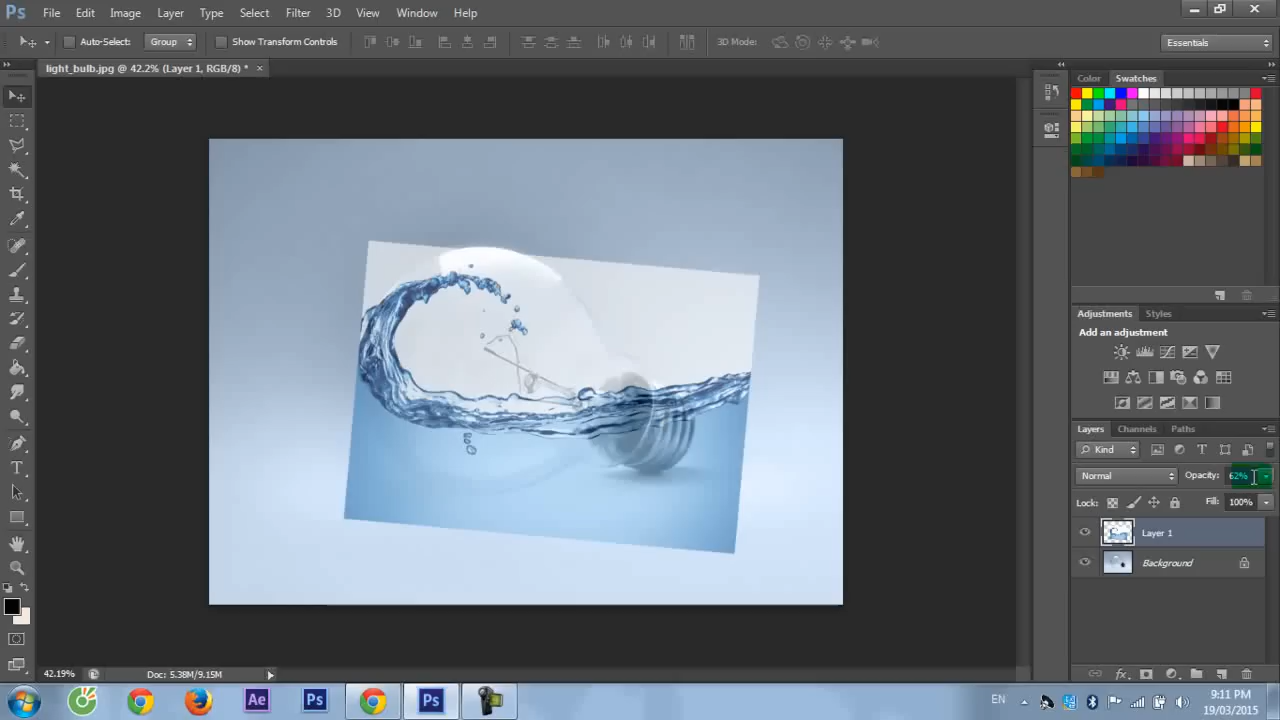 Ps File Edit Image Layer Type Select Filter 3D View Window Help
Auto-Select: Group Show Transform Controls 3D Mode: Essentials
light_bulb.jpg @ 42.2% (Layer 1, RGB/8) * ×
Color Swatches
Adjustments Styles
Add an adjustment
Layers Channels Paths
Kind
Normal Opacity: 62%
Lock: Fill: 100%
Layer 1
Background
42.19% Doc: 5.38M/9.15M
Ae Ps Ps EN 9:11 PM
19/03/2015